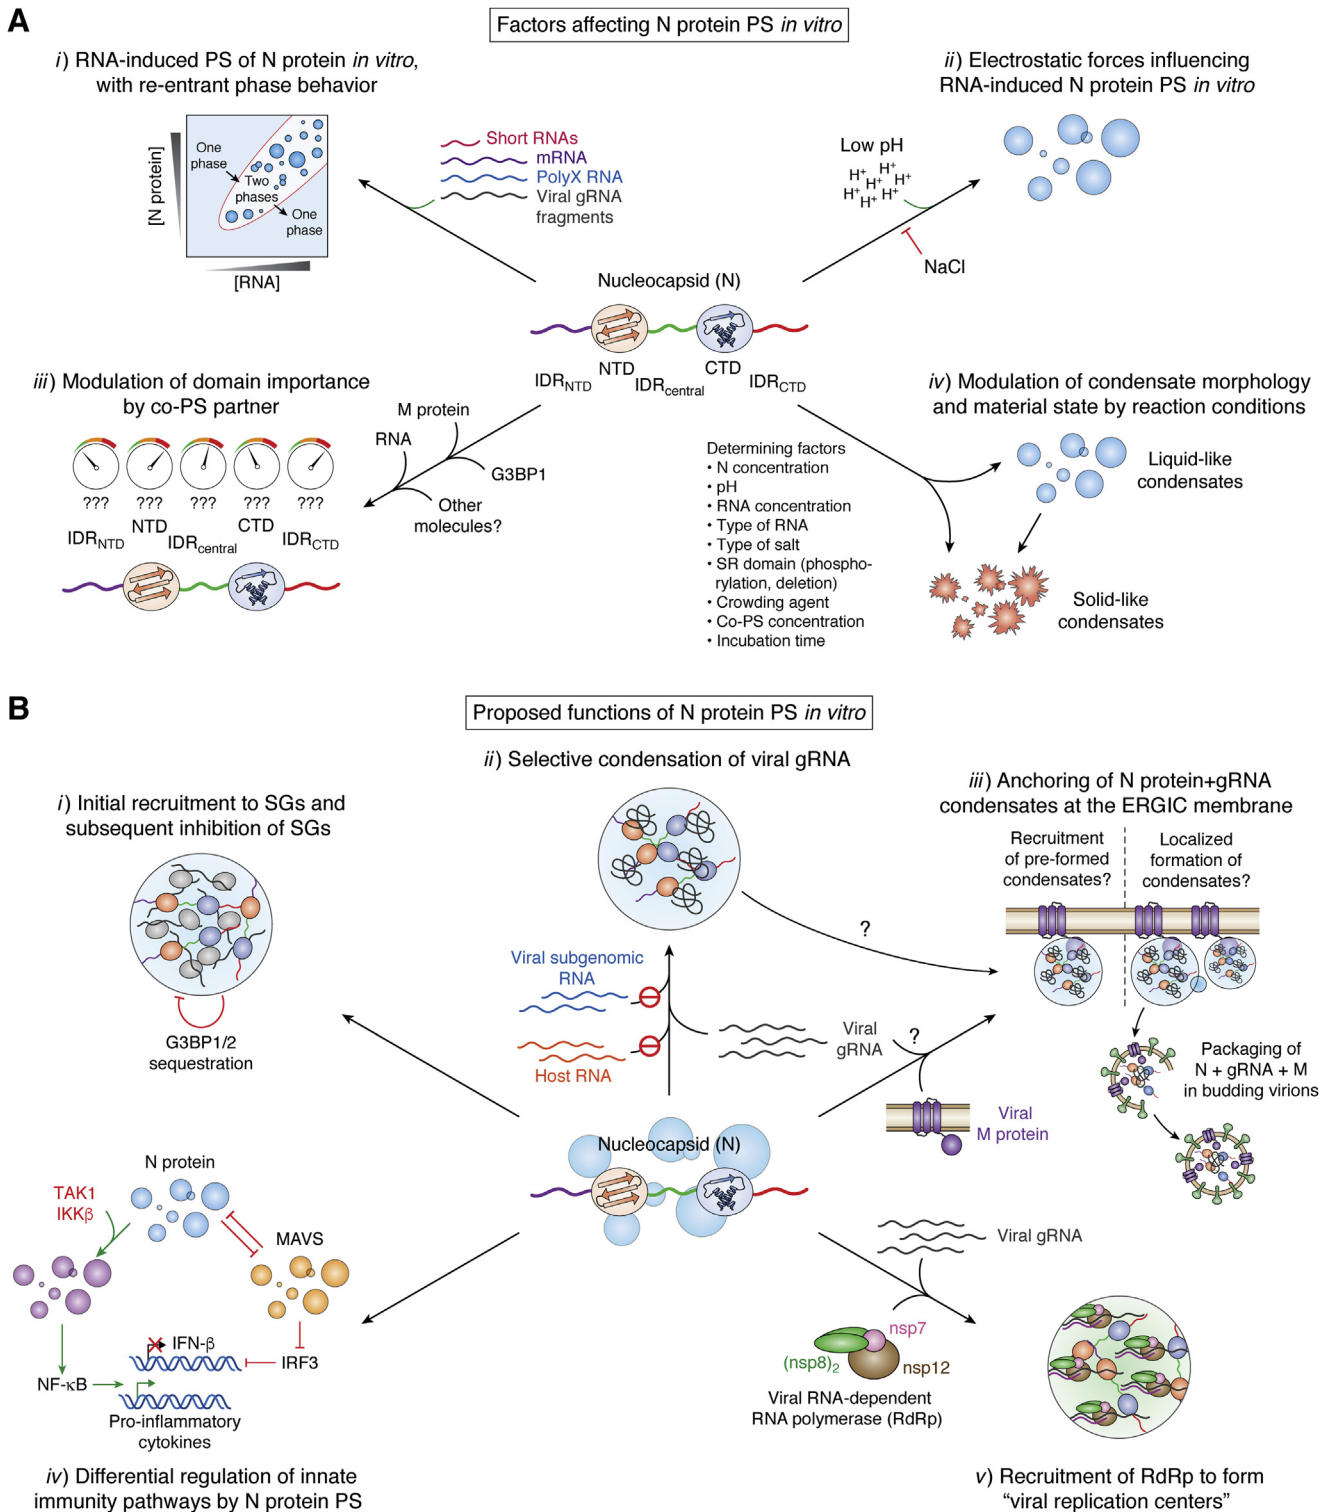 A
Factors affecting N protein PS in vitro
i) RNA-induced PS of N protein in vitro,
with re-entrant phase behavior
[N protein]
One
phase
Two
phases
One
phase
[RNA]
Short RNAs
mRNA
PolyX RNA
Viral gRNA
fragments
ii) Electrostatic forces influencing
RNA-induced N protein PS in vitro
Low pH
H+ H+ H+
H+ H+ H+
H+
NaCl
Nucleocapsid (N)
IDRNTD
NTD
IDRcentral
CTD
IDRCTD
iii) Modulation of domain importance
by co-PS partner
??? ??? ??? ??? ???
IDRNTD
NTD
IDRcentral
CTD
IDRCTD
M protein
RNA
G3BP1
Other
molecules?
iv) Modulation of condensate morphology
and material state by reaction conditions
Determining factors
• N concentration
• pH
• RNA concentration
• Type of RNA
• Type of salt
• SR domain (phospho-
rylation, deletion)
• Crowding agent
• Co-PS concentration
• Incubation time
Liquid-like
condensates
Solid-like
condensates
B
Proposed functions of N protein PS in vitro
i) Initial recruitment to SGs and
subsequent inhibition of SGs
G3BP1/2
sequestration
ii) Selective condensation of viral gRNA
Viral subgenomic
RNA
Host RNA
Viral
gRNA
?
?
iii) Anchoring of N protein+gRNA
condensates at the ERGIC membrane
Recruitment
of pre-formed
condensates?
Localized
formation of
condensates?
Packaging of
N + gRNA + M
in budding virions
Viral
M protein
Nucleocapsid (N)
N protein
TAK1
IKKβ
MAVS
IFN-β
IRF3
NF-κB
Pro-inflammatory
cytokines
iv) Differential regulation of innate
immunity pathways by N protein PS
Viral gRNA
nsp7
(nsp8)2
nsp12
Viral RNA-dependent
RNA polymerase (RdRp)
v) Recruitment of RdRp to form
“viral replication centers”